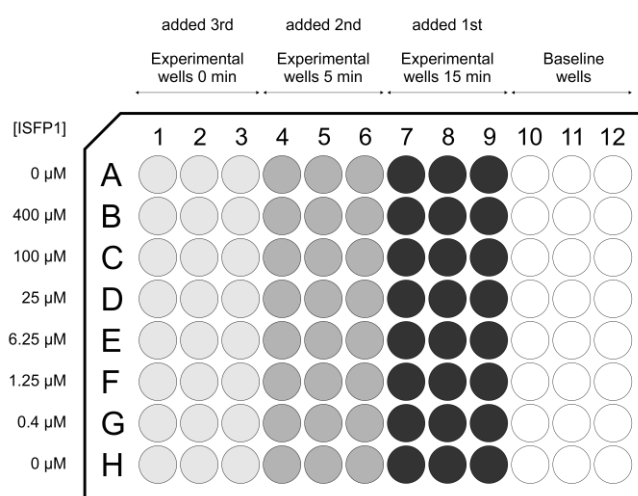 added 3rd added 2nd added 1st
Experimental Experimental Experimental Baseline
wells 0 min wells 5 min wells 15 min wells
[ISFP1]
1 2 3 4 5 6 7 8 9 10 11 12
0 µM A
400 µM B
100 µM C
25 µM D
6.25 µM E
1.25 µM F
0.4 µM G
0 µM H